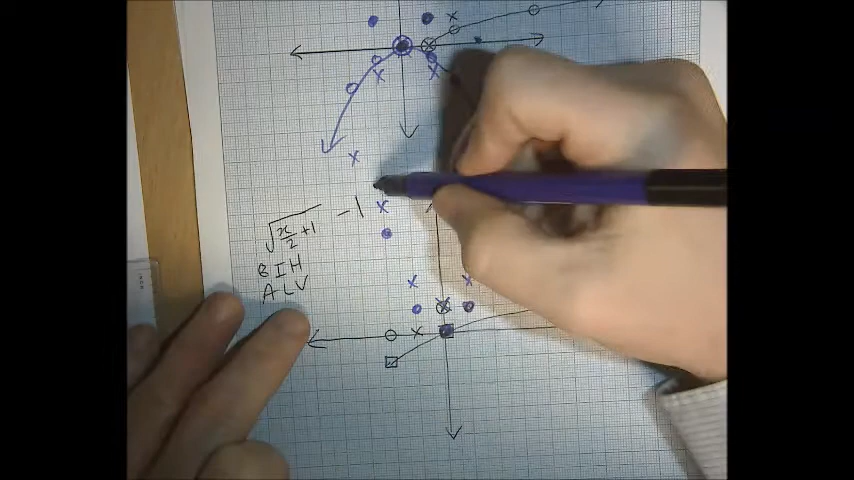 √(x/2 + 1) - 1
BIH
ALV